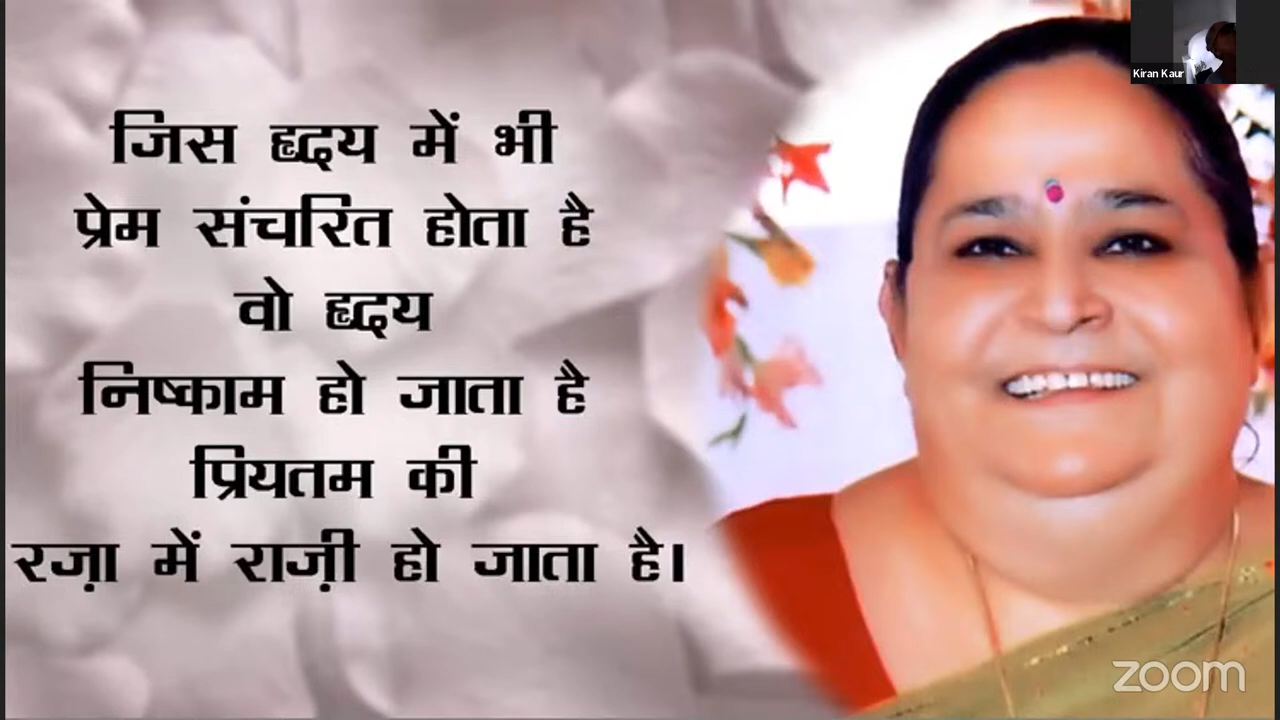 जिस हृदय में भी
प्रेम संचरित होता है
वो हृदय
निष्काम हो जाता है
प्रियतम की
रज़ा में राज़ी हो जाता है।
Kiran Kaur
zoom